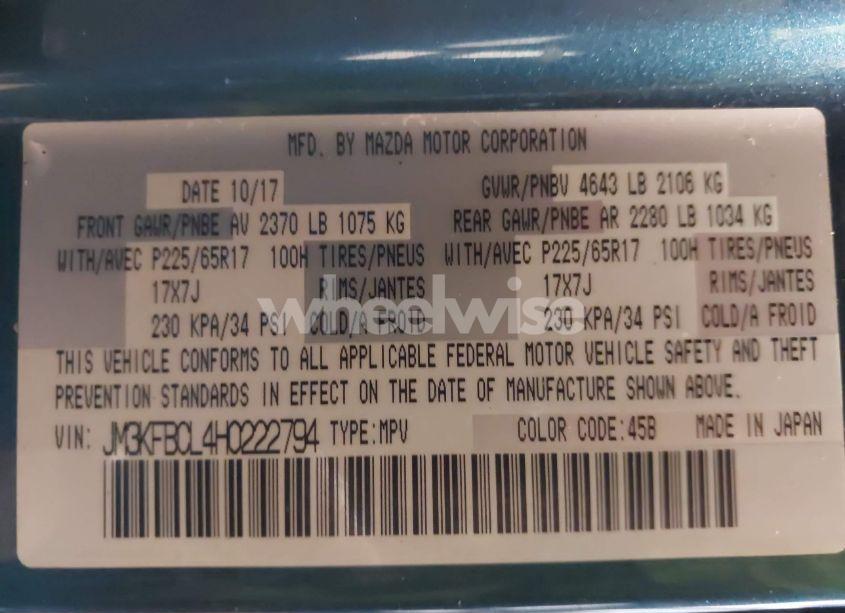 MFD. BY MAZDA MOTOR CORPORATION
DATE 10/17 GVWR/PNBV 4643 LB 2106 KG
FRONT GAWR/PNBE AV 2370 LB 1075 KG REAR GAWR/PNBE AR 2280 LB 1034 KG
WITH/AVEC P225/65R17 100H TIRES/PNEUS WITH/AVEC P225/65R17 100H TIRES/PNEUS
17X7J RIMS/JANTES 17X7J RIMS/JANTES
230 KPA/34 PSI COLD/A FROID 230 KPA/34 PSI COLD/A FROID
wheelwise
THIS VEHICLE CONFORMS TO ALL APPLICABLE FEDERAL MOTOR VEHICLE SAFETY AND THEFT
PREVENTION STANDARDS IN EFFECT ON THE DATE OF MANUFACTURE SHOWN ABOVE.
VIN: JM3KFBCL4H0222794 TYPE:MPV COLOR CODE:45B MADE IN JAPAN